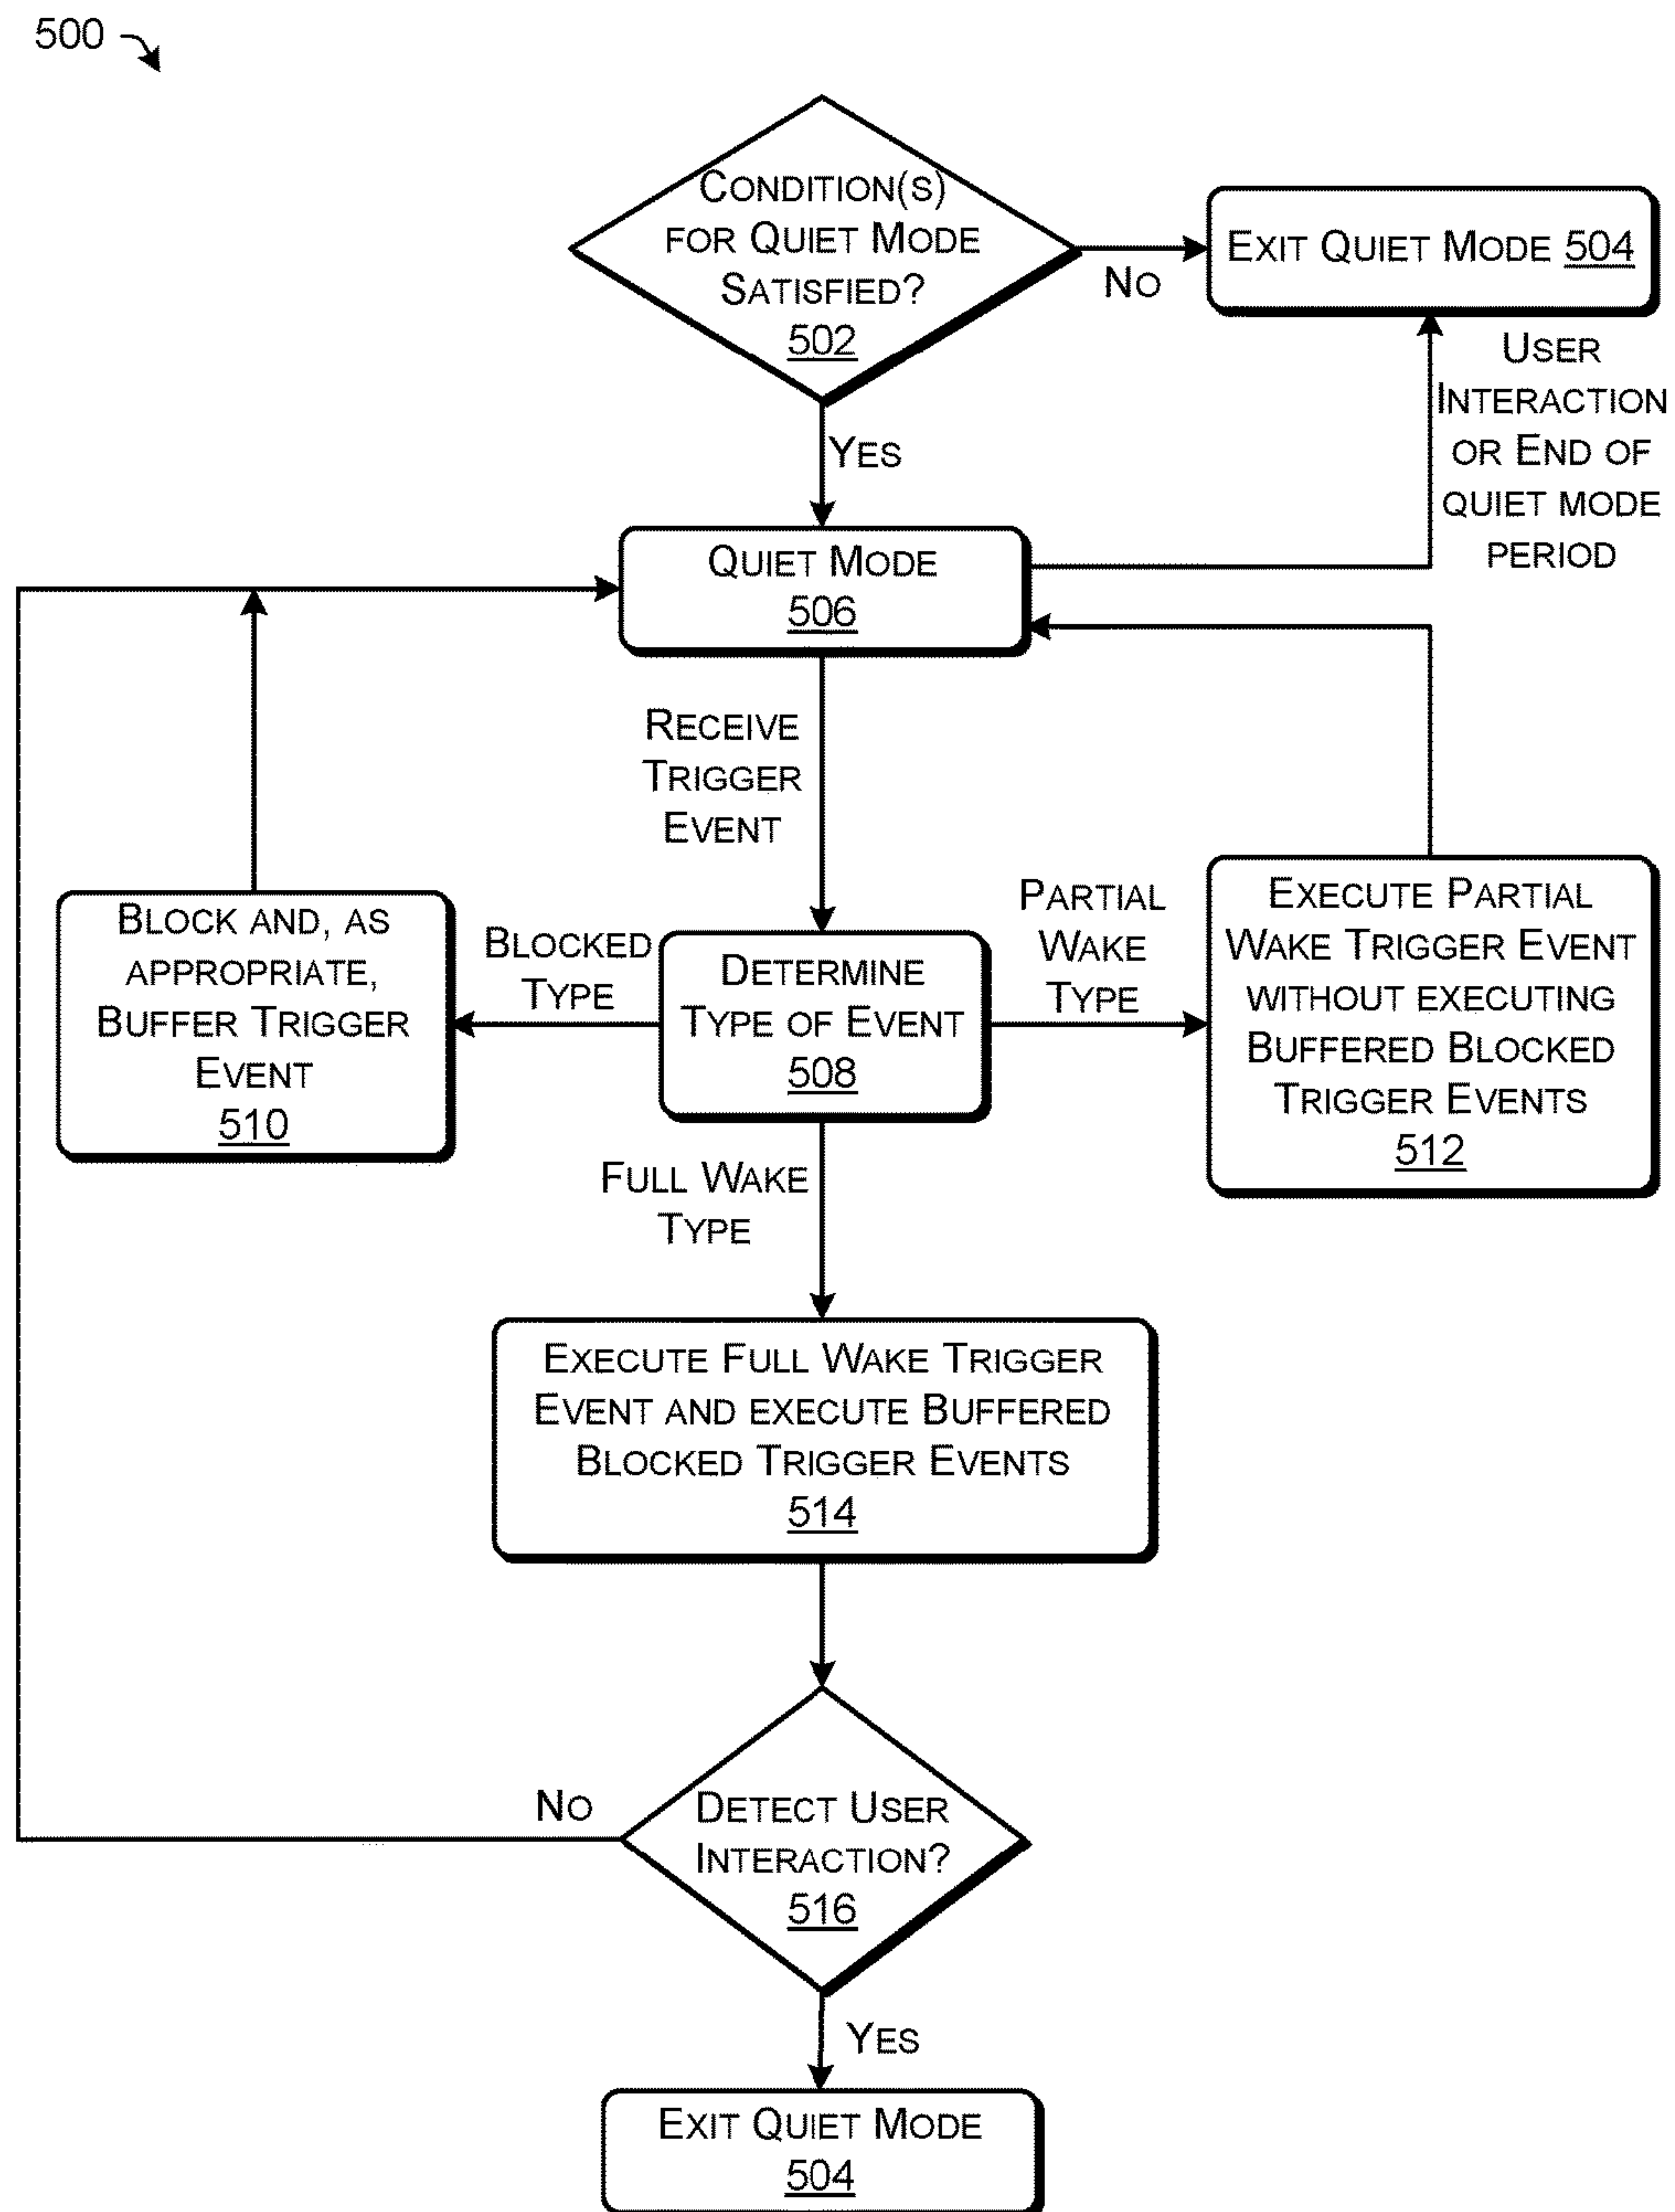 500
CONDITION(S)
FOR QUIET MODE
SATISFIED?
502
NO
EXIT QUIET MODE 504
YES
USER
INTERACTION
OR END OF
QUIET MODE
PERIOD
QUIET MODE
506
RECEIVE
TRIGGER
EVENT
BLOCK AND, AS
APPROPRIATE,
BUFFER TRIGGER
EVENT
510
BLOCKED
TYPE
DETERMINE
TYPE OF EVENT
508
PARTIAL
WAKE
TYPE
EXECUTE PARTIAL
WAKE TRIGGER EVENT
WITHOUT EXECUTING
BUFFERED BLOCKED
TRIGGER EVENTS
512
FULL WAKE
TYPE
EXECUTE FULL WAKE TRIGGER
EVENT AND EXECUTE BUFFERED
BLOCKED TRIGGER EVENTS
514
NO
DETECT USER
INTERACTION?
516
YES
EXIT QUIET MODE
504